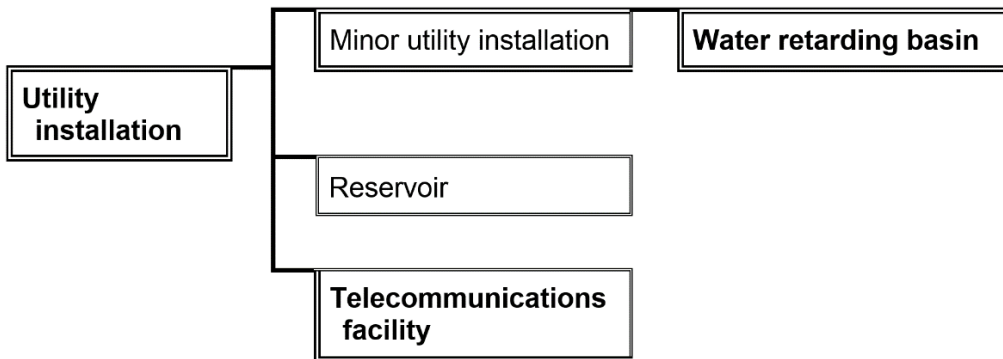 Utility
installation
Minor utility installation
Water retarding basin
Reservoir
Telecommunications
facility